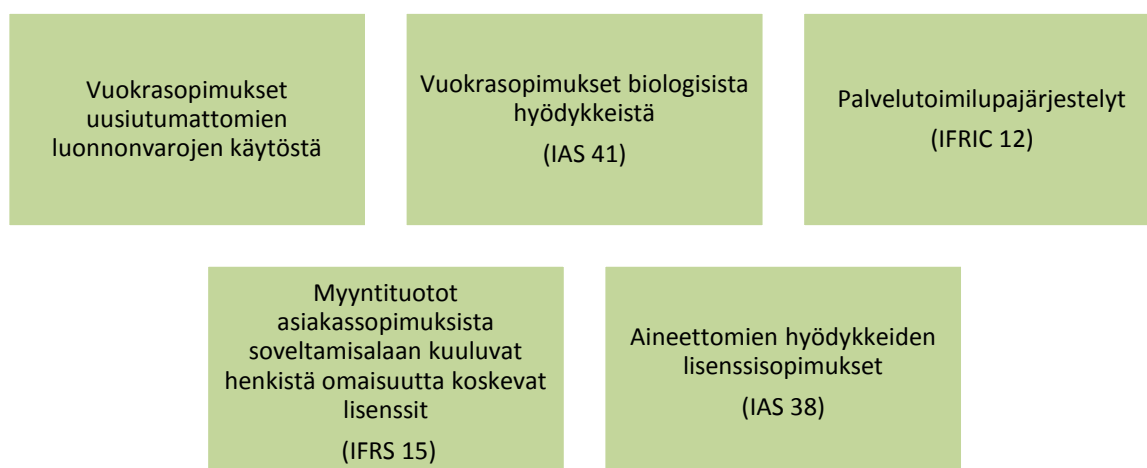 Vuokrasopimukset
uusiutumattomien
luonnonvarojen käytöstä
Vuokrasopimukset biologisista
hyödykkeistä
(IAS 41)
Palvelutoimilupajärjestelyt
(IFRIC 12)
Myyntituotot
asiakassopimuksista
soveltamisalaan kuuluvat
henkistä omaisuutta koskevat
lisenssit
(IFRS 15)
Aineettomien hyödykkeiden
lisenssisopimukset
(IAS 38)